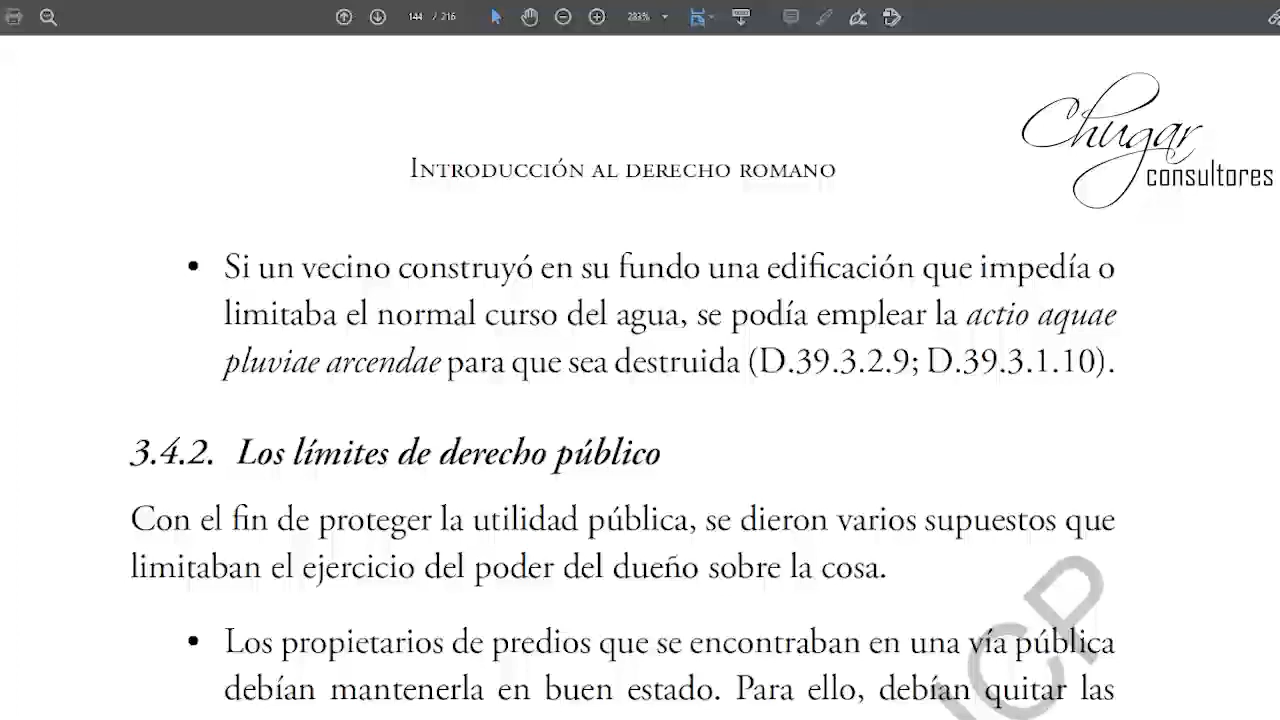 144 / 216
283%
Chugar
consultores
Introducción al derecho romano
• Si un vecino construyó en su fundo una edificación que impedía o
limitaba el normal curso del agua, se podía emplear la actio aquae
pluviae arcendae para que sea destruida (D.39.3.2.9; D.39.3.1.10).
3.4.2. Los límites de derecho público
Con el fin de proteger la utilidad pública, se dieron varios supuestos que
limitaban el ejercicio del poder del dueño sobre la cosa.
• Los propietarios de predios que se encontraban en una vía pública
debían mantenerla en buen estado. Para ello, debían quitar las